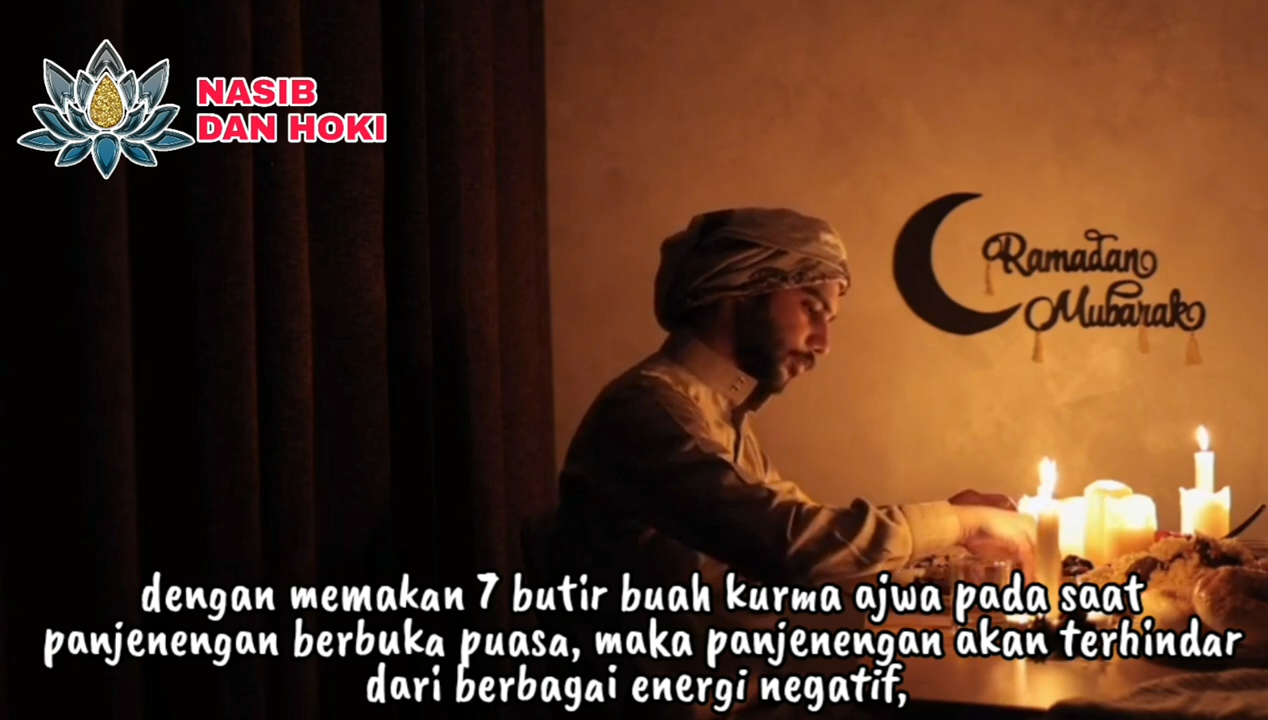 NASIB
DAN HOKI
Ramadan
Mubarak
dengan memakan 7 butir buah kurma ajwa pada saat
panjenengan berbuka puasa, maka panjenengan akan terhindar
dari berbagai energi negatif,